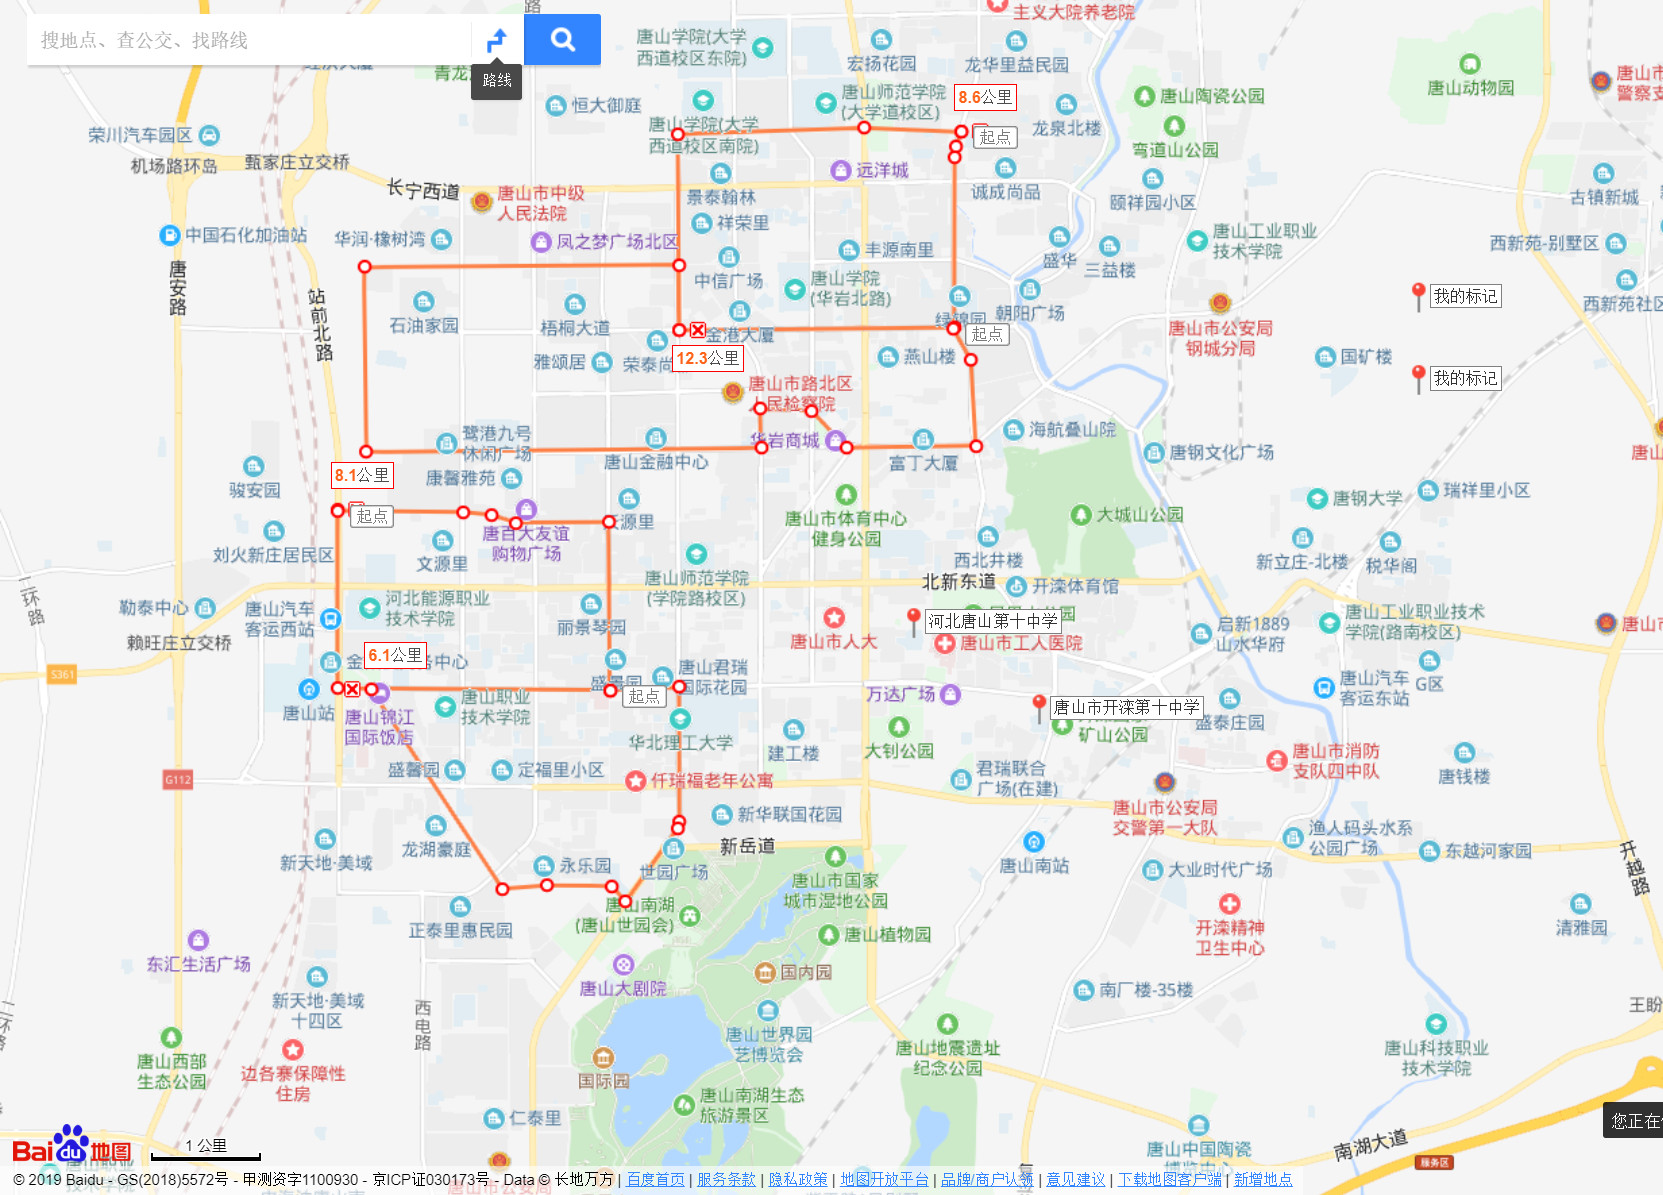 主义大院养老院
搜地点、查公交、找路线
路线
唐山学院(大学
西道校区东院)
宏扬花园
龙华里益民园
唐山动物园
唐山市
警察支
恒大御庭
唐山学院(大学
西道校区南院)
唐山师范学院
(大学道校区)
8.6公里
起点
龙泉北楼
唐山陶瓷公园
弯道山公园
荣川汽车园区
机场路环岛
甄家庄立交桥
长宁西道
唐山市中级
人民法院
景泰翰林
远洋城
诚成尚品
颐祥园小区
古镇新城
中国石化加油站
华润·橡树湾
凤之梦广场北区
祥荣里
丰源南里
盛华
三益楼
唐山工业职业
技术学院
西新苑-别墅区
唐安路
站前北路
石油家园
梧桐大道
中信广场
唐山学院
(华岩北路)
金港大厦
绿锦园
起点
朝阳广场
唐山市公安局
钢城分局
我的标记
西新苑社区
雅颂居
荣泰尚
12.3公里
燕山楼
国矿楼
我的标记
唐山市路北区
人民检察院
鹭港九号
休闲广场
唐山金融中心
华岩商城
富丁大厦
海航叠山院
唐钢文化广场
唐山
8.1公里
骏安园
康馨雅苑
起点
唐山市体育中心
健身公园
大城山公园
唐钢大学
瑞祥里小区
刘火新庄居民区
文源里
唐百大友谊
购物广场
源里
唐山师范学院
(学院路校区)
西北井楼
北新东道
开滦体育馆
新立庄-北楼
税华阁
二环路
勒泰中心
唐山汽车
客运西站
赖旺庄立交桥
河北能源职业
技术学院
丽景琴园
唐山市人大
河北唐山第十中学
唐山市工人医院
启新1889
山水华府
唐山工业职业技术
学院(路南校区)
唐山市
S361
6.1公里
务中心
唐山站
唐山锦江
国际饭店
唐山职业
技术学院
盛景园
起点
唐山君瑞
国际花园
万达广场
唐山市开滦第十中学
矿山公园
盛泰庄园
唐山汽车
客运东站
G区
华北理工大学
建工楼
大钊公园
G112
盛馨园
定福里小区
仟瑞福老年公寓
君瑞联合
广场(在建)
唐山市消防
支队四中队
唐钱楼
唐山市公安局
交警第一大队
新华联国花园
新岳道
新天地·美域
龙湖豪庭
永乐园
世园广场
唐山市国家
城市湿地公园
唐山南站
大业时代广场
渔人码头水系
公园广场
东越河家园
开越路
正泰里惠民园
唐山南湖
(唐山世园会)
唐山植物园
开滦精神
卫生中心
清雅园
东汇生活广场
新天地·美域
十四区
唐山大剧院
国内园
南厂楼-35楼
西电路
唐山世界园
艺博览会
唐山地震遗址
纪念公园
唐山科技职业
技术学院
王盼
唐山西部
生态公园
边各寨保障性
住房
国际园
唐山南湖生态
旅游景区
仁泰里
唐山中国陶瓷
博览中心
南湖大道
服务区
您正在
Bai du 地图
1 公里
© 2019 Baidu - GS(2018)5572号 - 甲测资字1100930 - 京ICP证030173号 - Data © 长地万方 | 百度首页 | 服务条款 | 隐私政策 | 地图开放平台 | 品牌/商户认领 | 意见建议 | 下载地图客户端 | 新增地点